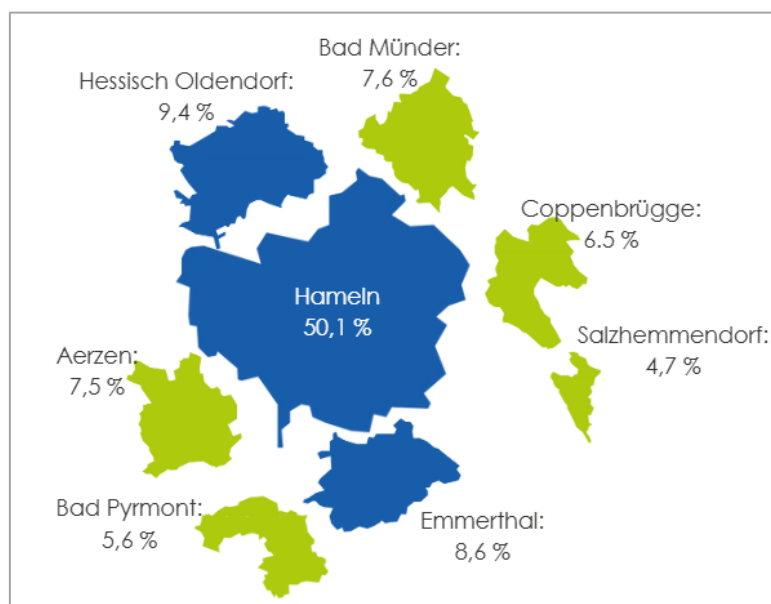 Bad Münder:
7,6 %
Hessisch Oldendorf:
9,4 %
Coppenbrügge:
6.5 %
Hameln
50,1 %
Salzhemmendorf:
4,7 %
Aerzen:
7,5 %
Bad Pyrmont:
5,6 %
Emmerthal:
8,6 %